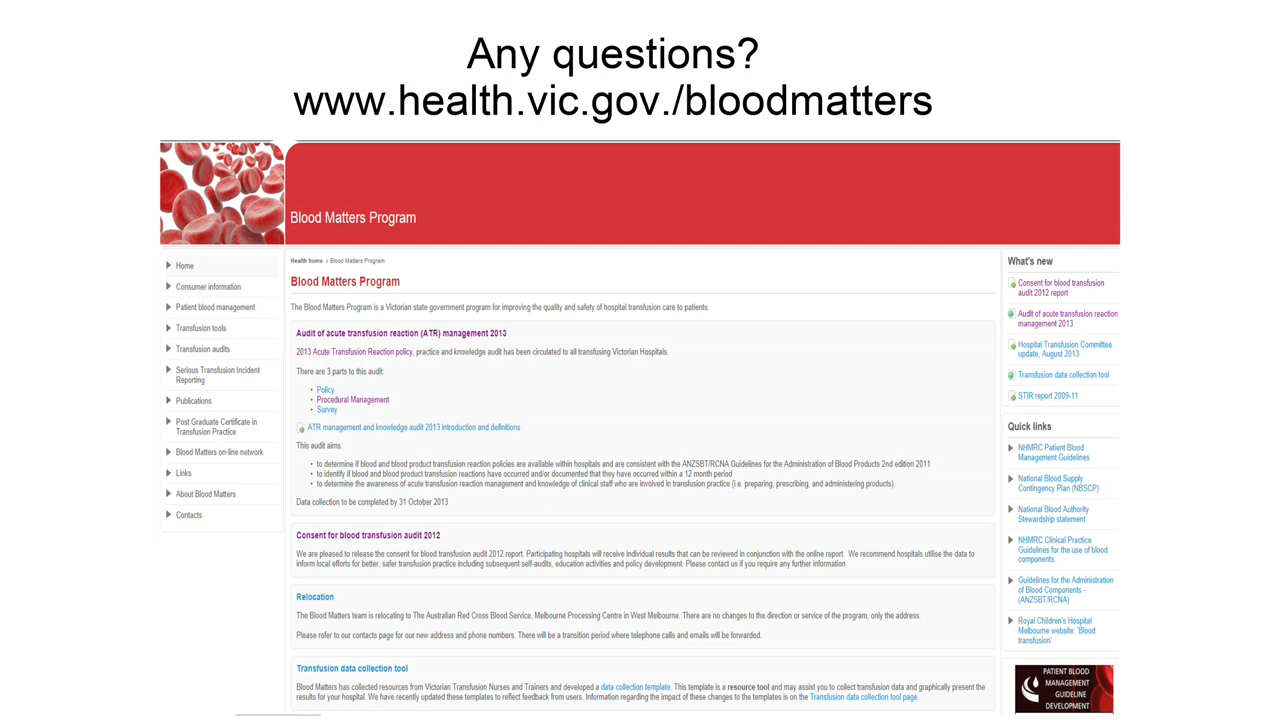 Any questions?
www.health.vic.gov./bloodmatters
Blood Matters Program
Home
Consumer information
Patient blood management
Transfusion tools
Transfusion audits
Serious Transfusion Incident
Reporting
Publications
Post Graduate Certificate in
Transfusion Practice
Blood Matters on-line network
Links
About Blood Matters
Contacts
Health home > Blood Matters Program
Blood Matters Program
The Blood Matters Program is a Victorian state government program for improving the quality and safety of hospital transfusion care to patients.
Audit of acute transfusion reaction (ATR) management 2013
2013 Acute Transfusion Reaction policy, practice and knowledge audit has been circulated to all transfusing Victorian Hospitals.
There are 3 parts to this audit:
• Policy
• Procedural Management
• Survey
ATR management and knowledge audit 2013 introduction and definitions
This audit aims:
• to determine if blood and blood product transfusion reaction policies are available within hospitals and are consistent with the ANZSBT/RCNA Guidelines for the Administration of Blood Products 2nd edition 2011
• to identify if blood and blood product transfusion reactions have occurred and/or documented that they have occurred within a 12 month period
• to determine the awareness of acute transfusion reaction management and knowledge of clinical staff who are involved in transfusion practice (i.e. preparing, prescribing, and administering products).
Data collection to be completed by 31 October 2013
Consent for blood transfusion audit 2012
We are pleased to release the consent for blood transfusion audit 2012 report. Participating hospitals will receive individual results that can be reviewed in conjunction with the online report. We recommend hospitals utilise the data to
inform local efforts for better, safer transfusion practice including subsequent self-audits, education activities and policy development. Please contact us if you require any further information.
Relocation
The Blood Matters team is relocating to The Australian Red Cross Blood Service, Melbourne Processing Centre in West Melbourne. There are no changes to the direction or service of the program, only the address.
Please refer to our contacts page for our new address and phone numbers. There will be a transition period where telephone calls and emails will be forwarded.
Transfusion data collection tool
Blood Matters has collected resources from Victorian Transfusion Nurses and Trainers and developed a data collection template. This template is a resource tool and may assist you to collect transfusion data and graphically present the
results for your hospital. We have recently updated these templates to reflect feedback from users. Information regarding the impact of these changes to the templates is on the Transfusion data collection tool page.
What's new
Consent for blood transfusion
audit 2012 report
Audit of acute transfusion reaction
management 2013
Hospital Transfusion Committee
update, August 2013
Transfusion data collection tool
STIR report 2009-11
Quick links
NHMRC Patient Blood
Management Guidelines
National Blood Supply
Contingency Plan (NBSCP)
National Blood Authority
Stewardship statement
NHMRC Clinical Practice
Guidelines for the use of blood
components
Guidelines for the Administration
of Blood Components -
(ANZSBT/RCNA)
Royal Children's Hospital
Melbourne website: 'Blood
transfusion'
PATIENT BLOOD
MANAGEMENT
GUIDELINE
DEVELOPMENT